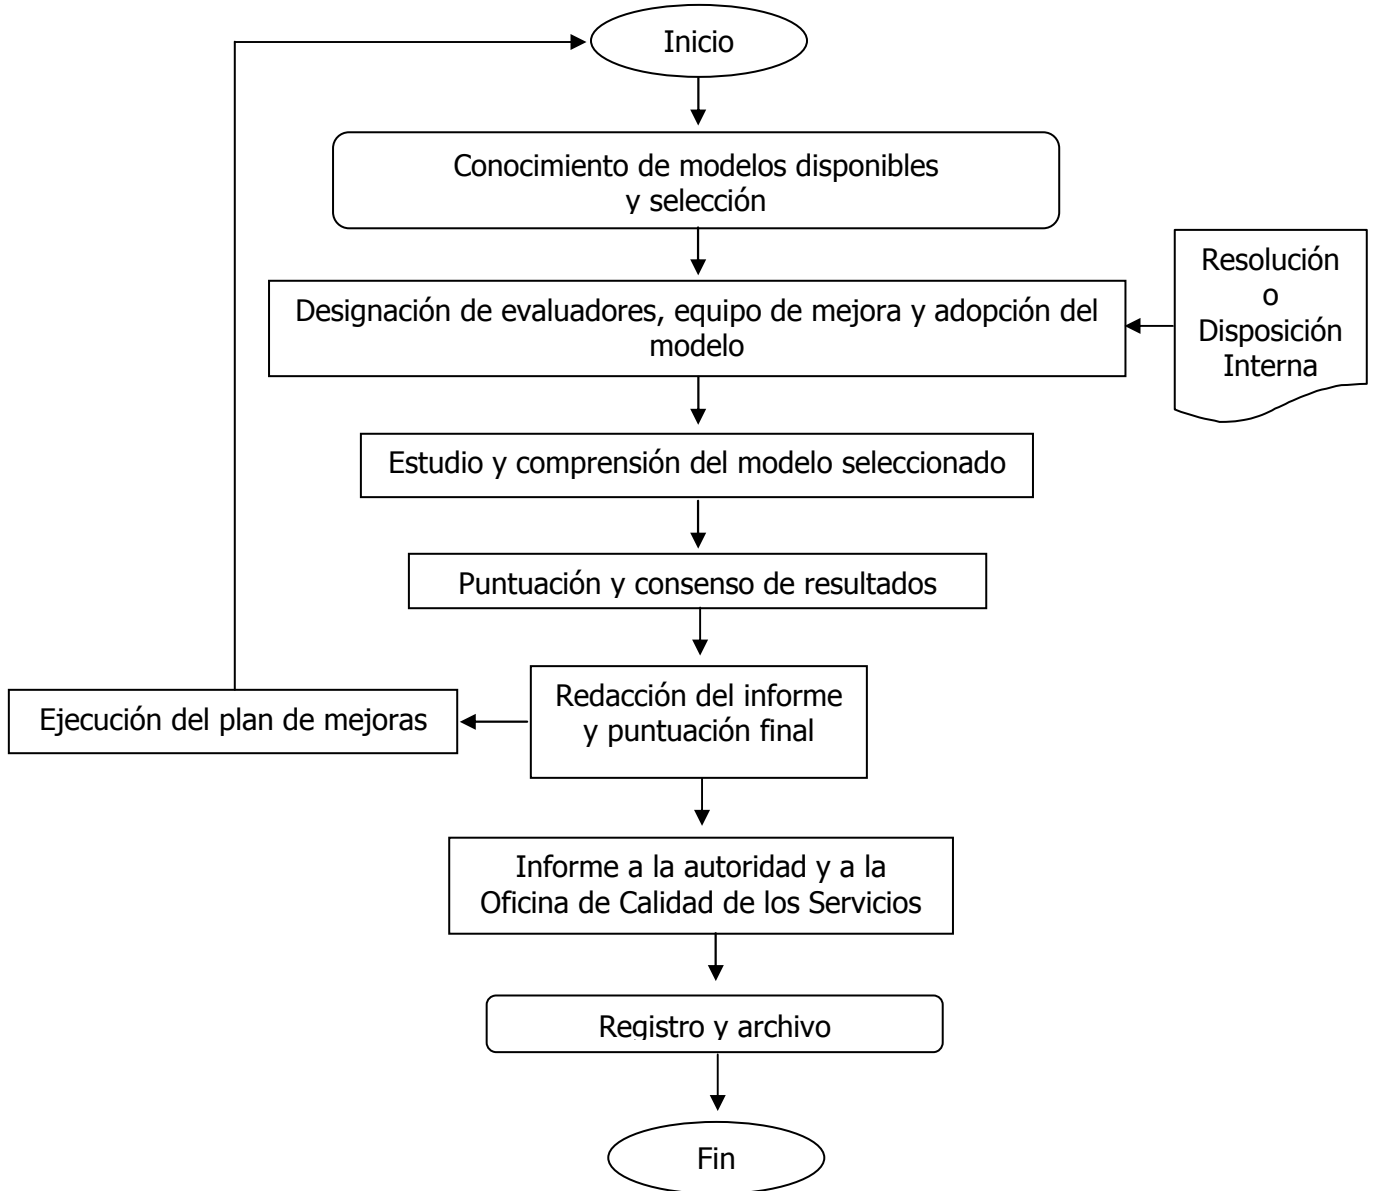 Inicio
Conocimiento de modelos disponibles
y selección
Designación de evaluadores, equipo de mejora y adopción del
modelo
Resolución
o
Disposición
Interna
Estudio y comprensión del modelo seleccionado
Puntuación y consenso de resultados
Redacción del informe
y puntuación final
Ejecución del plan de mejoras
Informe a la autoridad y a la
Oficina de Calidad de los Servicios
Registro y archivo
Fin